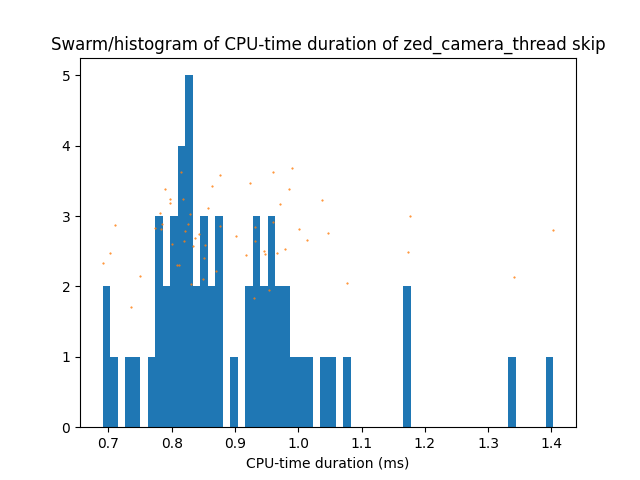 Swarm/histogram of CPU-time duration of zed_camera_thread skip
5
4
3
2
1
0
0.7 0.8 0.9 1.0 1.1 1.2 1.3 1.4
CPU-time duration (ms)